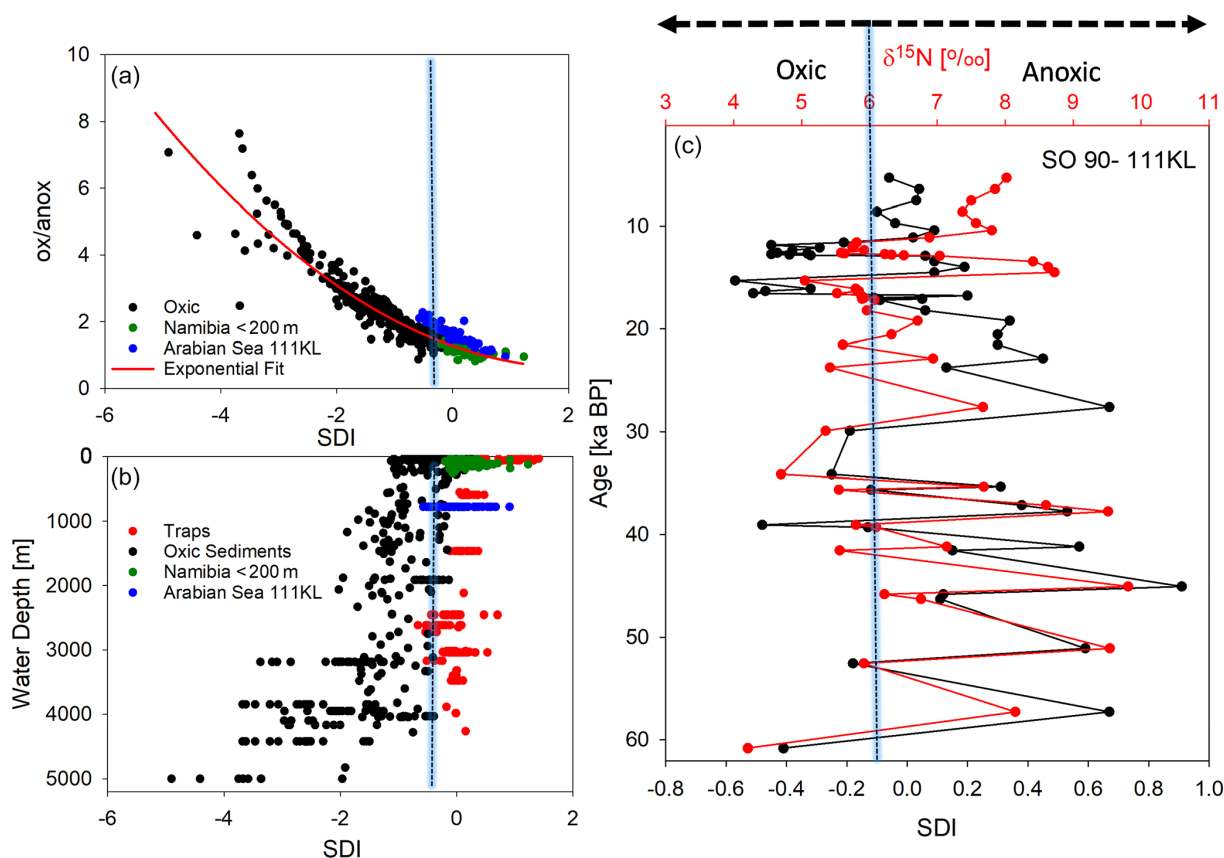 (a)
ox/anox
10
8
6
4
2
0
Oxic
Namibia <200 m
Arabian Sea 111KL
Exponential Fit
-6 -4 -2 0 2
SDI
(b)
Water Depth [m]
0
1000
2000
3000
4000
5000
Traps
Oxic Sediments
Namibia <200 m
Arabian Sea 111KL
-6 -4 -2 0 2
SDI
Oxic δ¹⁵N [o/oo] Anoxic
3 4 5 6 7 8 9 10 11
(c) SO 90- 111KL
Age [ka BP]
10
20
30
40
50
60
-0.8 -0.6 -0.4 -0.2 0.0 0.2 0.4 0.6 0.8 1.0
SDI